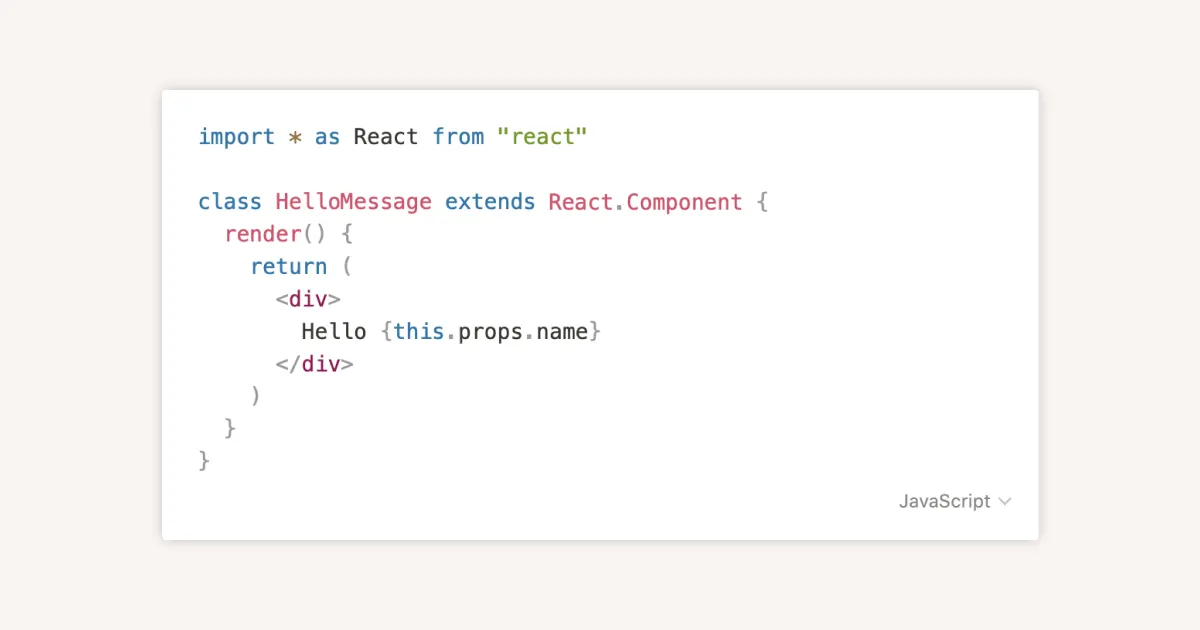 import * as React from "react"

class HelloMessage extends React.Component {
  render() {
    return (
      <div>
        Hello {this.props.name}
      </div>
    )
  }
}
JavaScript